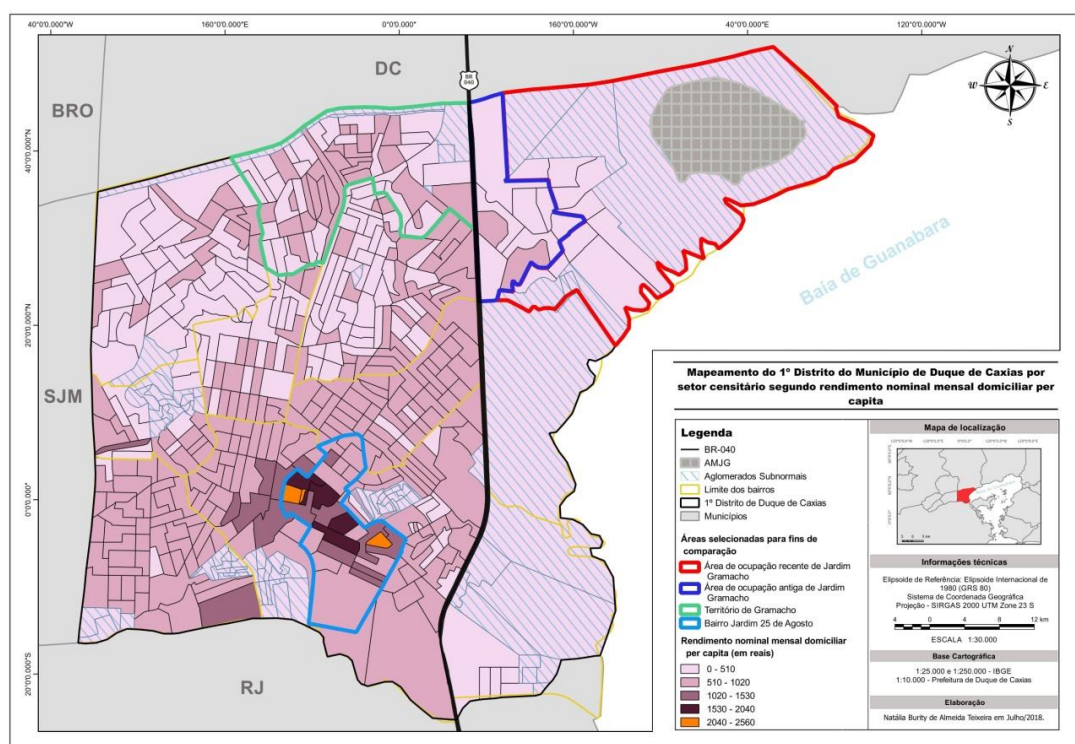 40°0'0.000"W
160°0'0.000"W
0°0'0.000"
160°0'0.000"W
40°0'0.000"W
120°0'0.000"W
DC
BR
040
BRO
N
W
E
S
40°0'0.000"N
20°0'0.000"N
0°0'0.000"
20°0'0.000"S
Baia de Guanabara
SJM
RJ
Mapeamento do 1º Distrito do Município de Duque de Caxias por
setor censitário segundo rendimento nominal mensal domiciliar per
capita
Legenda
BR-040
AMJG
Aglomerados Subnormais
Límite dos bairros
1º Distrito de Duque de Caxias
Municípios
Áreas selecionadas para fins de
comparação
Área de ocupação recente de Jardim
Gramacho
Área de ocupação antiga de Jardim
Gramacho
Território de Gramacho
Bairro Jardim 25 de Agosto
Rendimento nominal mensal domiciliar
per capita (em reais)
0 - 510
510 - 1020
1020 - 1530
1530 - 2040
2040 - 2560
Mapa de localização
Informações técnicas
Elipsoide de Referência: Elipsoide Internacional de
1980 (GRS 80)
Sistema de Coordenada Geográfica
Projeção - SIRGAS 2000 UTM Zone 23 S
4 0 4 8 12 km
ESCALA 1:30.000
Base Cartográfica
1:25.000 e 1:250.000 - IBGE
1:10.000 - Prefeitura de Duque de Caxias
Elaboração
Natália Burity de Almeida Teixeira em Julho/2018.